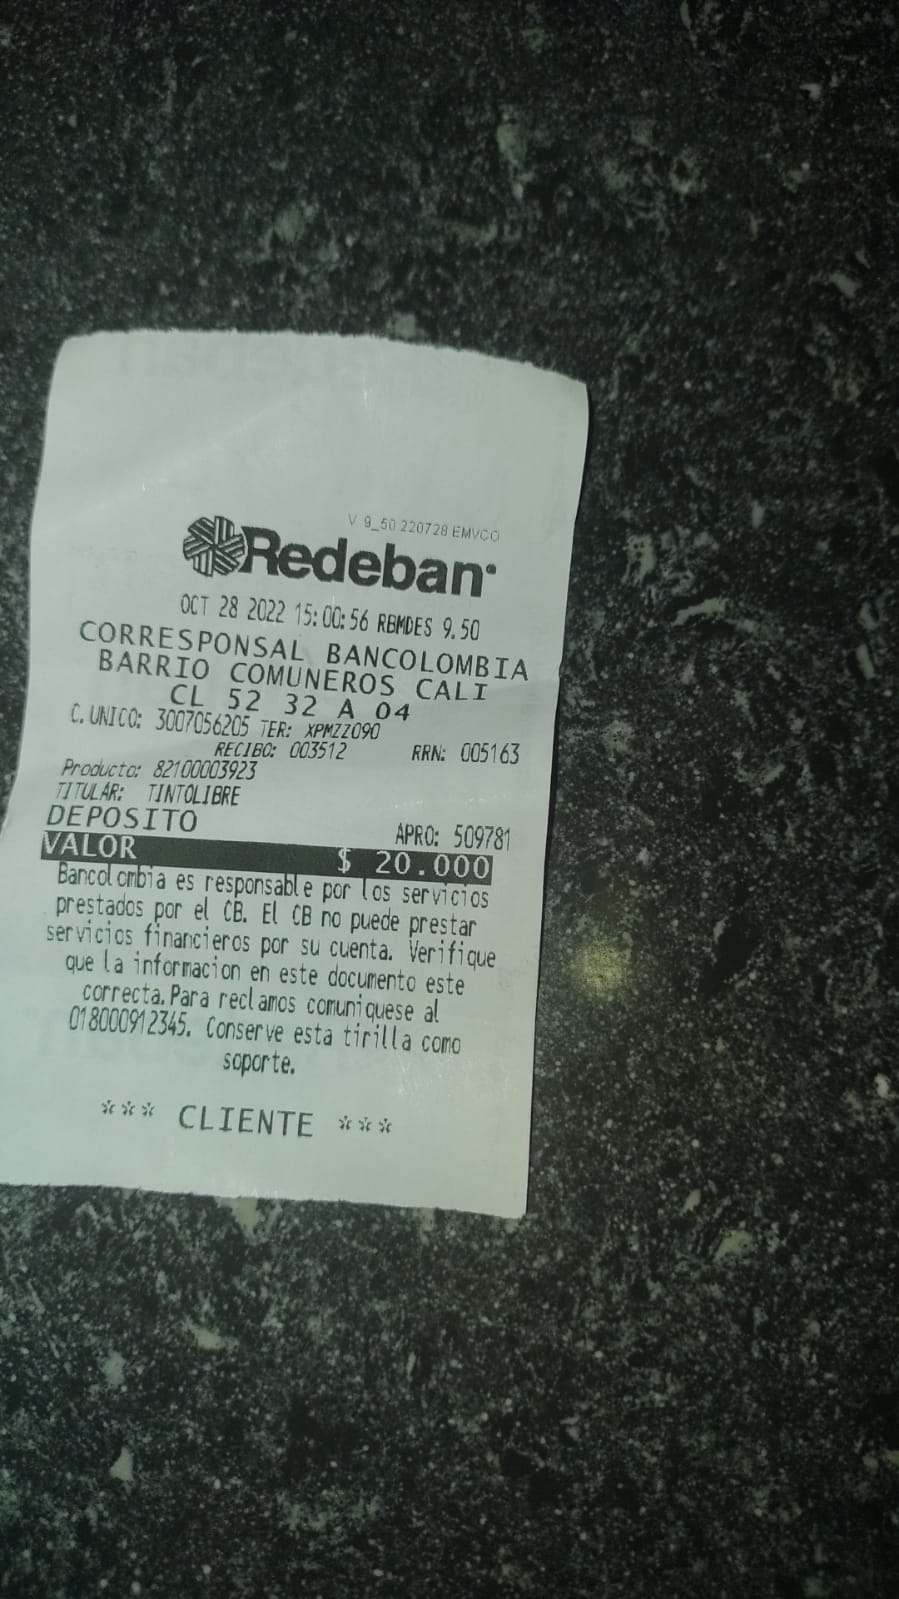 V 9_50 220728 EMVCO
Redeban
OCT 28 2022 15:00:56 RBMDES 9.50
CORRESPONSAL BANCOLOMBIA
BARRIO COMUNEROS CALI
CL 52 32 A 04
C. UNICO: 3007056205 TER: XPMZZ090
RECIBO: 003512 RRN: 005163
Producto: 82100003923
TITULAR: TINTOLIBRE
DEPOSITO APRO: 509781
VALOR $ 20.000
Bancolombia es responsable por los servicios
prestados por el CB. El CB no puede prestar
servicios financieros por su cuenta. Verifique
que la informacion en este documento este
correcta. Para reclamos comuniquese al
018000912345. Conserve esta tirilla como
soporte.
*** CLIENTE ***